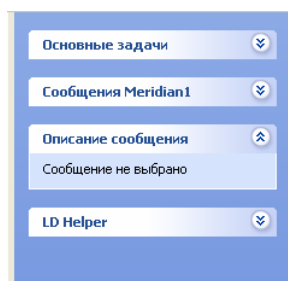 Основные задачи
Сообщения Meridian1
Описание сообщения
Сообщение не выбрано
LD Helper